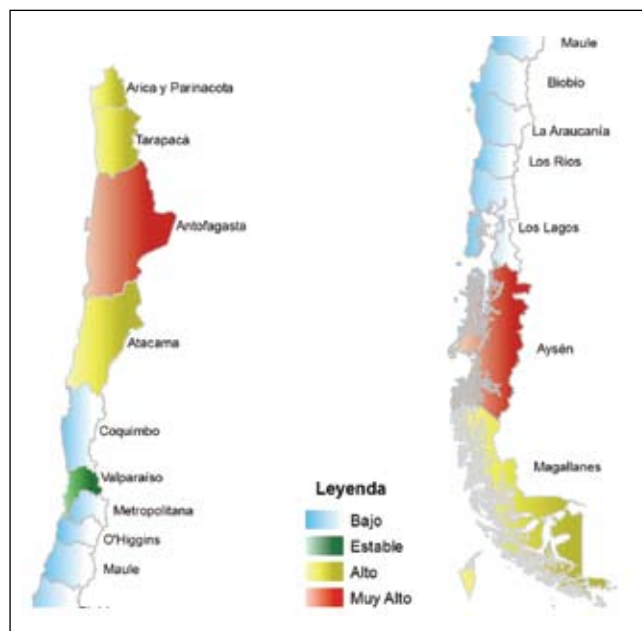 Arica y Parinacota
Tarapacá
Antofagasta
Atacama
Coquimbo
Valparaíso
Metropolitana
O'Higgins
Maule
Maule
Biobío
La Araucanía
Los Ríos
Los Lagos
Aysén
Magallanes
Leyenda
Bajo
Estable
Alto
Muy Alto